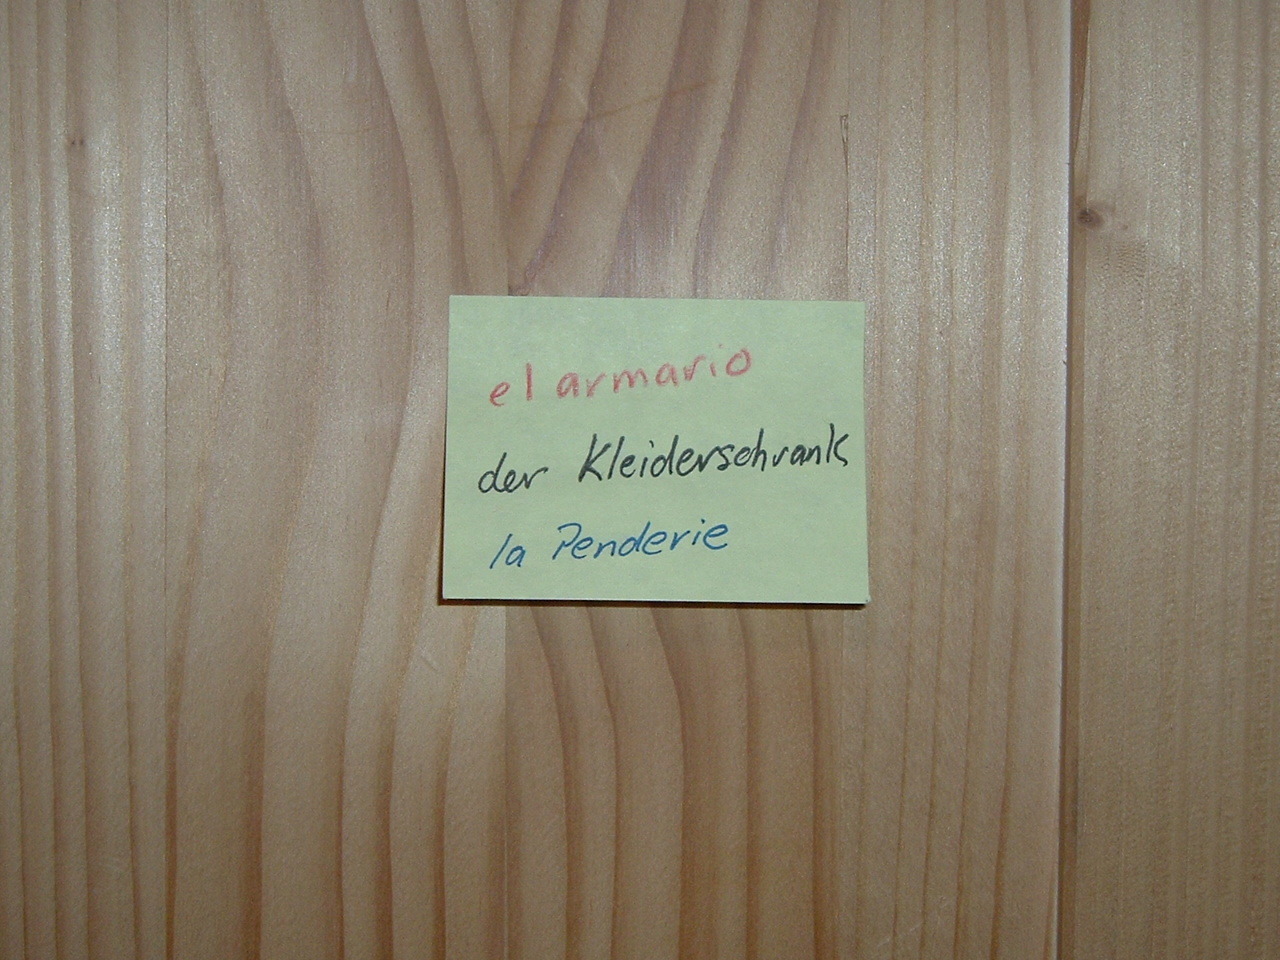 el armario
der Kleiderschrank
la Penderie